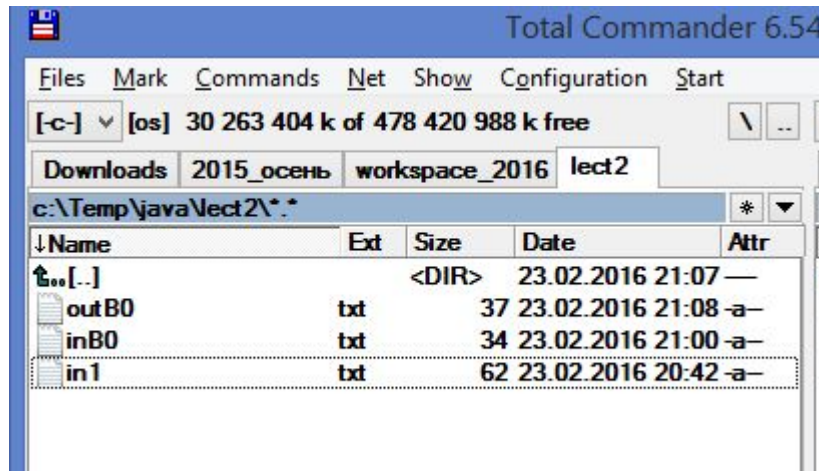 Total Commander 6.54
Files Mark Commands Net Show Configuration Start
[-c-] [os] 30 263 404 k of 478 420 988 k free \ ..
Downloads 2015_осень workspace_2016 lect2
c:\Temp\java\lect2\*.* * ▼
↓Name Ext Size Date Attr
[..] <DIR> 23.02.2016 21:07 ----
outB0 txt 37 23.02.2016 21:08 -a--
inB0 txt 34 23.02.2016 21:00 -a--
in1 txt 62 23.02.2016 20:42 -a--